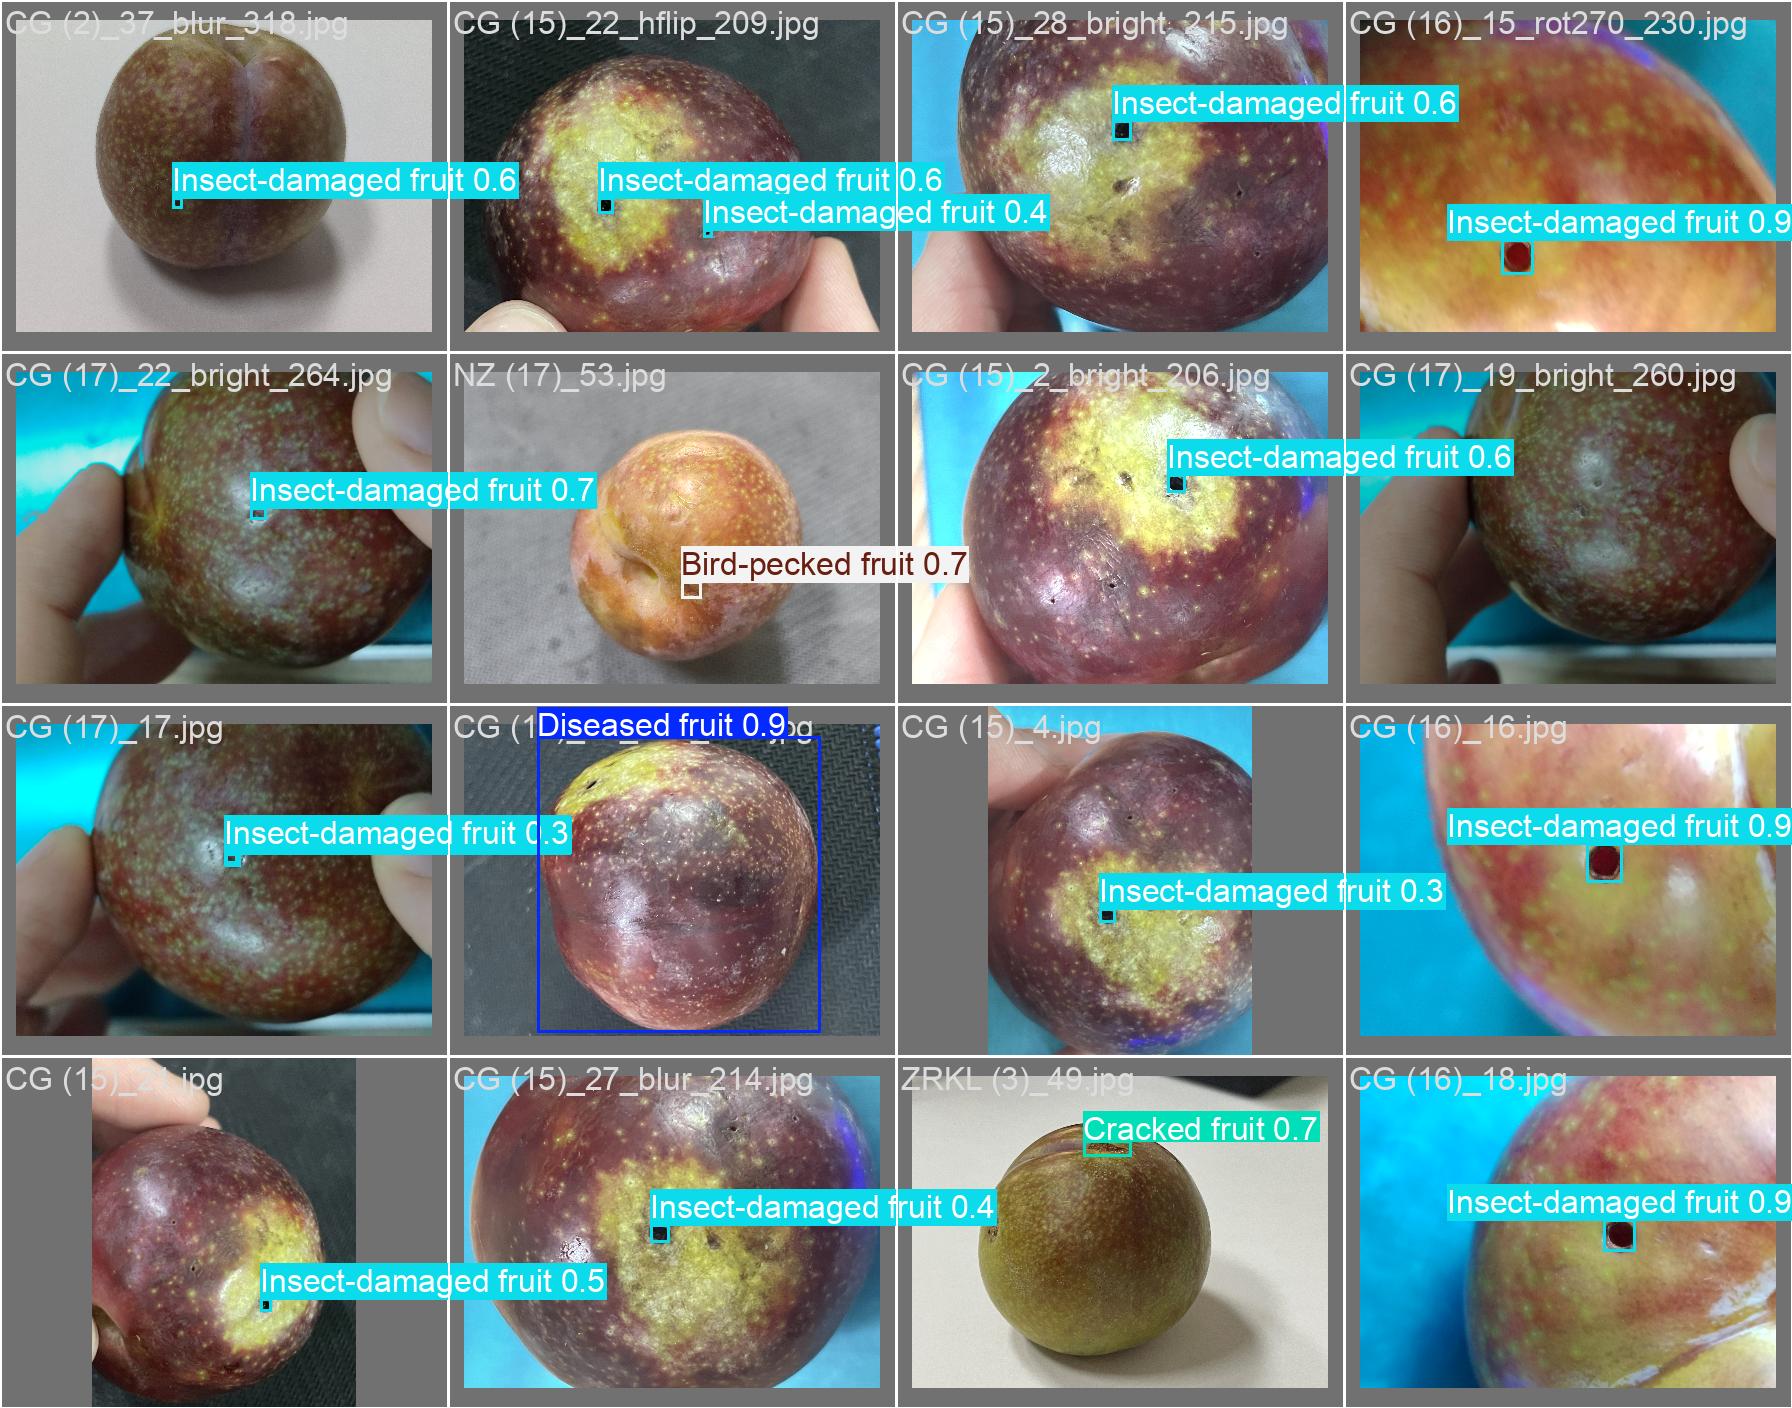 CG (2)_37_blur_318.jpg
Insect-damaged fruit 0.6
CG (15)_22_hflip_209.jpg
Insect-damaged fruit 0.6
Insect-damaged fruit 0.4
CG (15)_28_bright_215.jpg
Insect-damaged fruit 0.6
CG (16)_15_rot270_230.jpg
Insect-damaged fruit 0.9
CG (17)_22_bright_264.jpg
Insect-damaged fruit 0.7
NZ (17)_53.jpg
Bird-pecked fruit 0.7
CG (15)_2_bright_206.jpg
Insect-damaged fruit 0.6
CG (17)_19_bright_260.jpg
CG (17)_17.jpg
Insect-damaged fruit 0.3
CG (1
Diseased fruit 0.9
CG (15)_4.jpg
Insect-damaged fruit 0.3
CG (16)_16.jpg
Insect-damaged fruit 0.9
CG (15)_21.jpg
Insect-damaged fruit 0.5
CG (15)_27_blur_214.jpg
Insect-damaged fruit 0.4
ZRKL (3)_49.jpg
Cracked fruit 0.7
CG (16)_18.jpg
Insect-damaged fruit 0.9